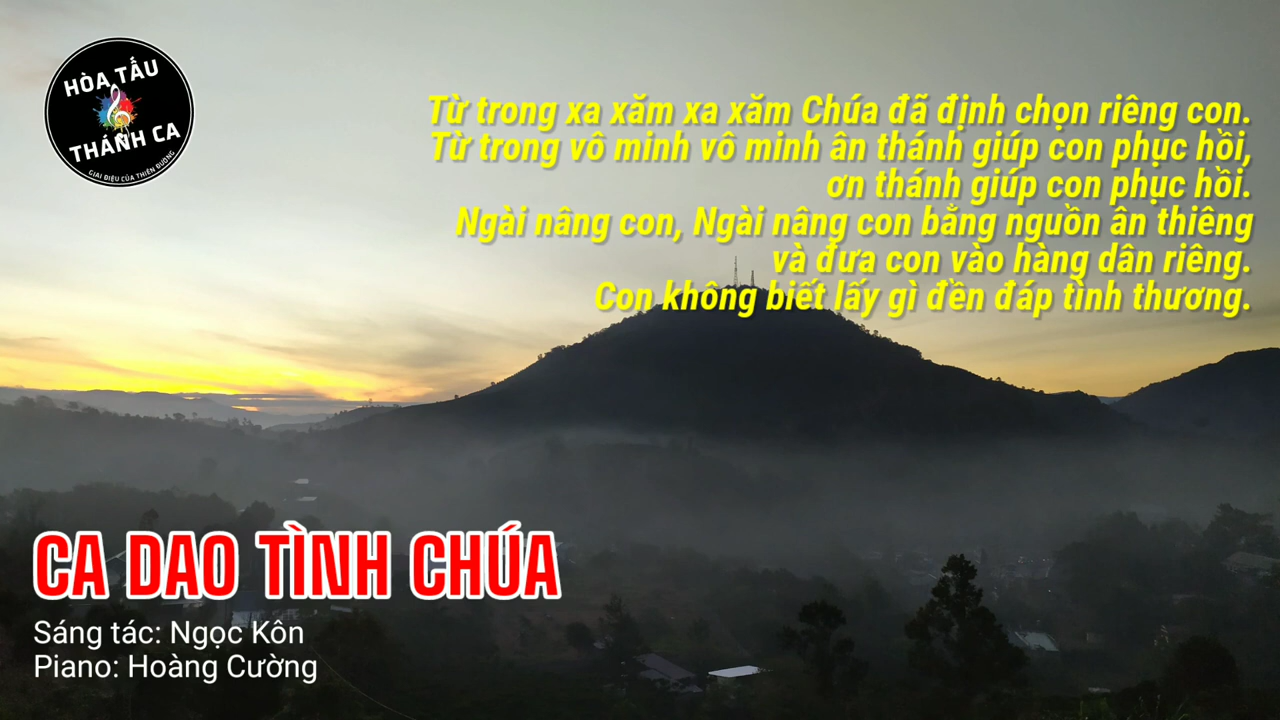 HÒA TẤU
THÁNH CA
GIAI ĐIỆU CỦA THIÊN ĐƯỜNG
Từ trong xa xăm xa xăm Chúa đã định chọn riêng con.
Từ trong vô minh vô minh ân thánh giúp con phục hồi,
ơn thánh giúp con phục hồi.
Ngài nâng con, Ngài nâng con bằng nguồn ân thiêng
và đưa con vào hàng dân riêng.
Con không biết lấy gì đền đáp tình thương.
CA DAO TÌNH CHÚA
Sáng tác: Ngọc Kôn
Piano: Hoàng Cường